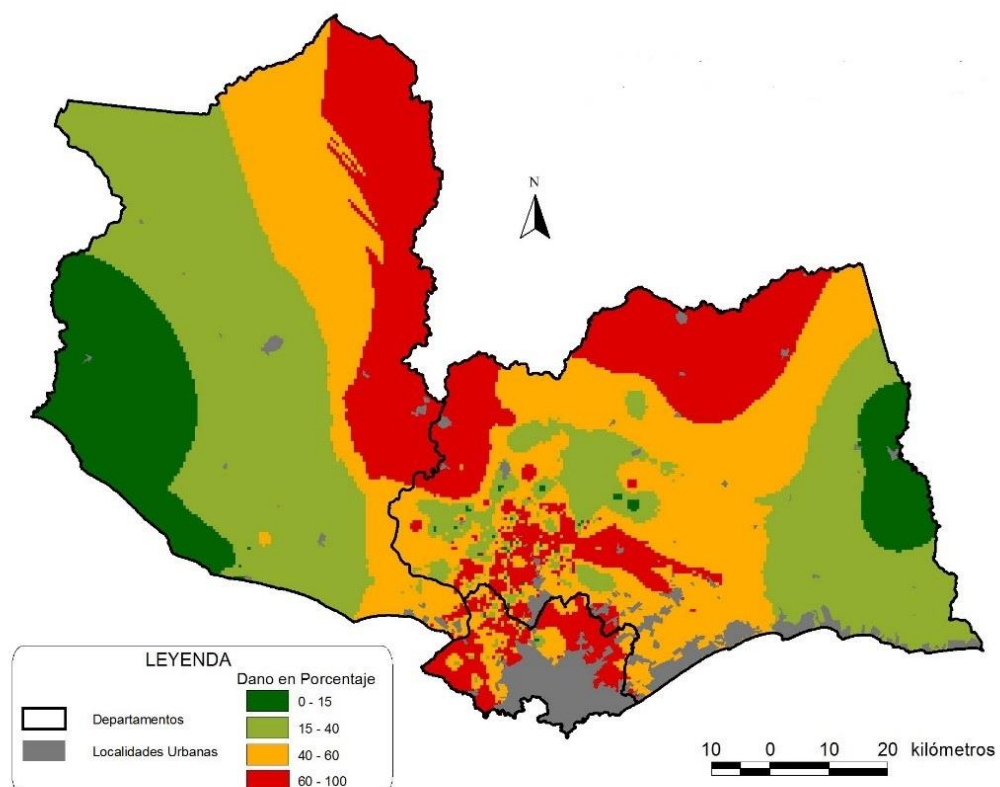 N
LEYENDA
Dano en Porcentaje
0 - 15
15 - 40
40 - 60
60 - 100
Departamentos
Localidades Urbanas
10 0 10 20 kilómetros